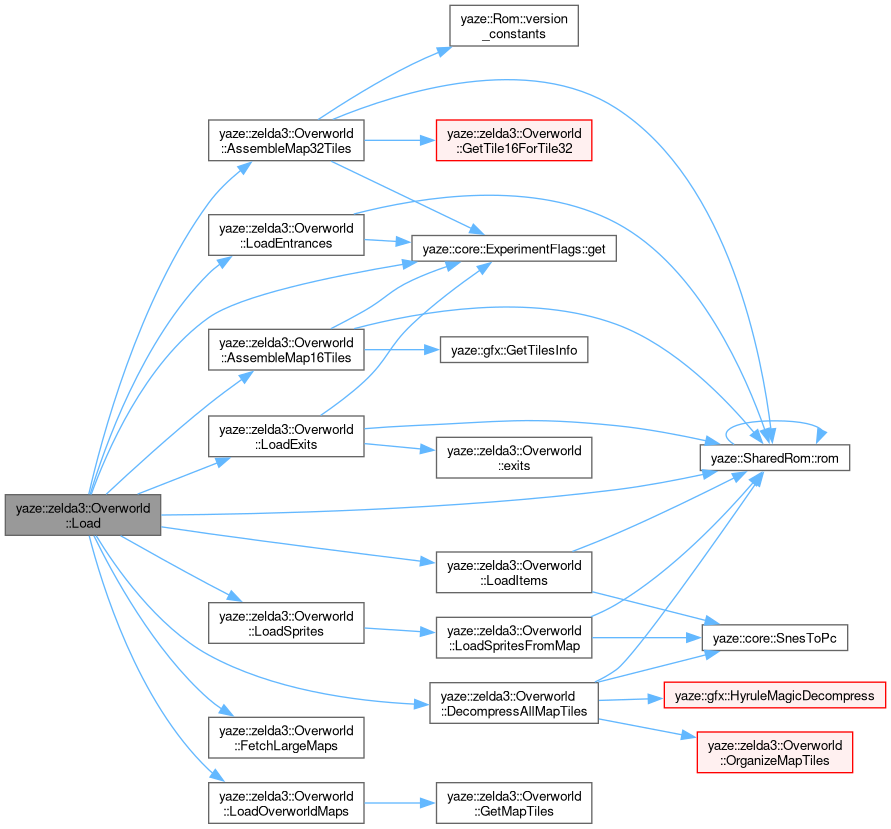 yaze::Rom::version
_constants
yaze::zelda3::Overworld
::AssembleMap32Tiles
yaze::zelda3::Overworld
::GetTile16ForTile32
yaze::zelda3::Overworld
::LoadEntrances
yaze::core::ExperimentFlags::get
yaze::zelda3::Overworld
::AssembleMap16Tiles
yaze::gfx::GetTilesInfo
yaze::zelda3::Overworld
::LoadExits
yaze::zelda3::Overworld
::exits
yaze::SharedRom::rom
yaze::zelda3::Overworld
::Load
yaze::zelda3::Overworld
::LoadItems
yaze::zelda3::Overworld
::LoadSprites
yaze::zelda3::Overworld
::LoadSpritesFromMap
yaze::core::SnesToPc
yaze::zelda3::Overworld
::DecompressAllMapTiles
yaze::gfx::HyruleMagicDecompress
yaze::zelda3::Overworld
::FetchLargeMaps
yaze::zelda3::Overworld
::OrganizeMapTiles
yaze::zelda3::Overworld
::LoadOverworldMaps
yaze::zelda3::Overworld
::GetMapTiles